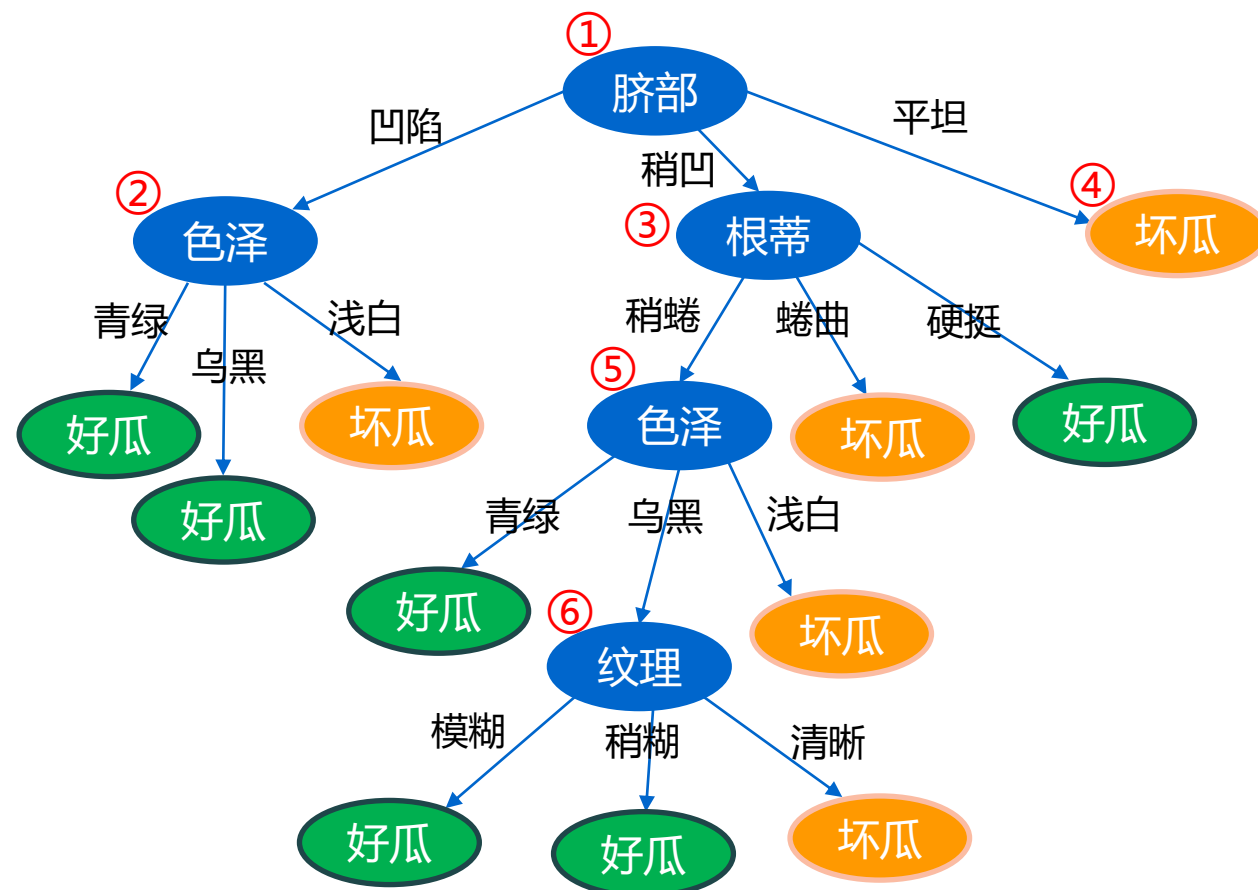 ①
脐部
凹陷
稍凹
平坦
②
色泽
③
根蒂
④
坏瓜
青绿
乌黑
浅白
稍蜷
蜷曲
硬挺
好瓜
好瓜
坏瓜
⑤
色泽
坏瓜
好瓜
青绿
乌黑
浅白
好瓜
⑥
纹理
坏瓜
模糊
稍糊
清晰
好瓜
好瓜
坏瓜